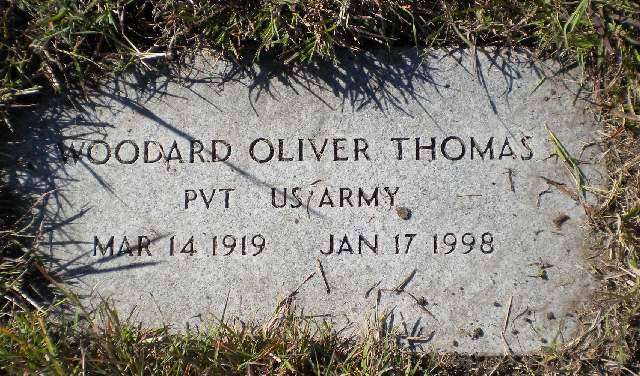 WOODARD OLIVER THOMAS
PVT US ARMY
MAR 14 1919 JAN 17 1998